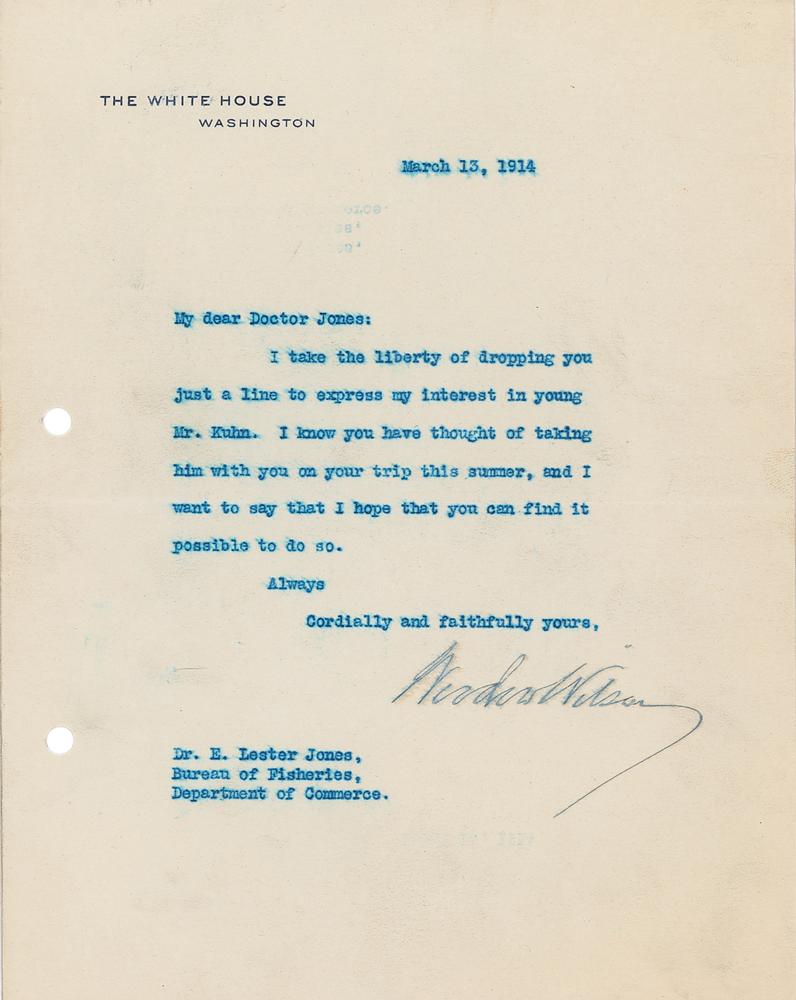 THE WHITE HOUSE
WASHINGTON
March 13, 1914
My dear Doctor Jones:
I take the liberty of dropping you
just a line to express my interest in young
Mr. Kuhn. I know you have thought of taking
him with you on your trip this summer, and I
want to say that I hope that you can find it
possible to do so.
Always
Cordially and faithfully yours,
Woodrow Wilson
Dr. E. Lester Jones,
Bureau of Fisheries,
Department of Commerce.